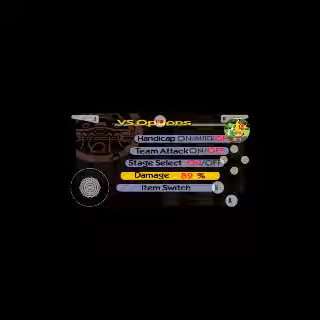 VS.Options
Handicap ON/AUTO/OFF
Team Attack ON/OFF
Stage Select ON/OFF
Damage 89 %
Item Switch
B
A